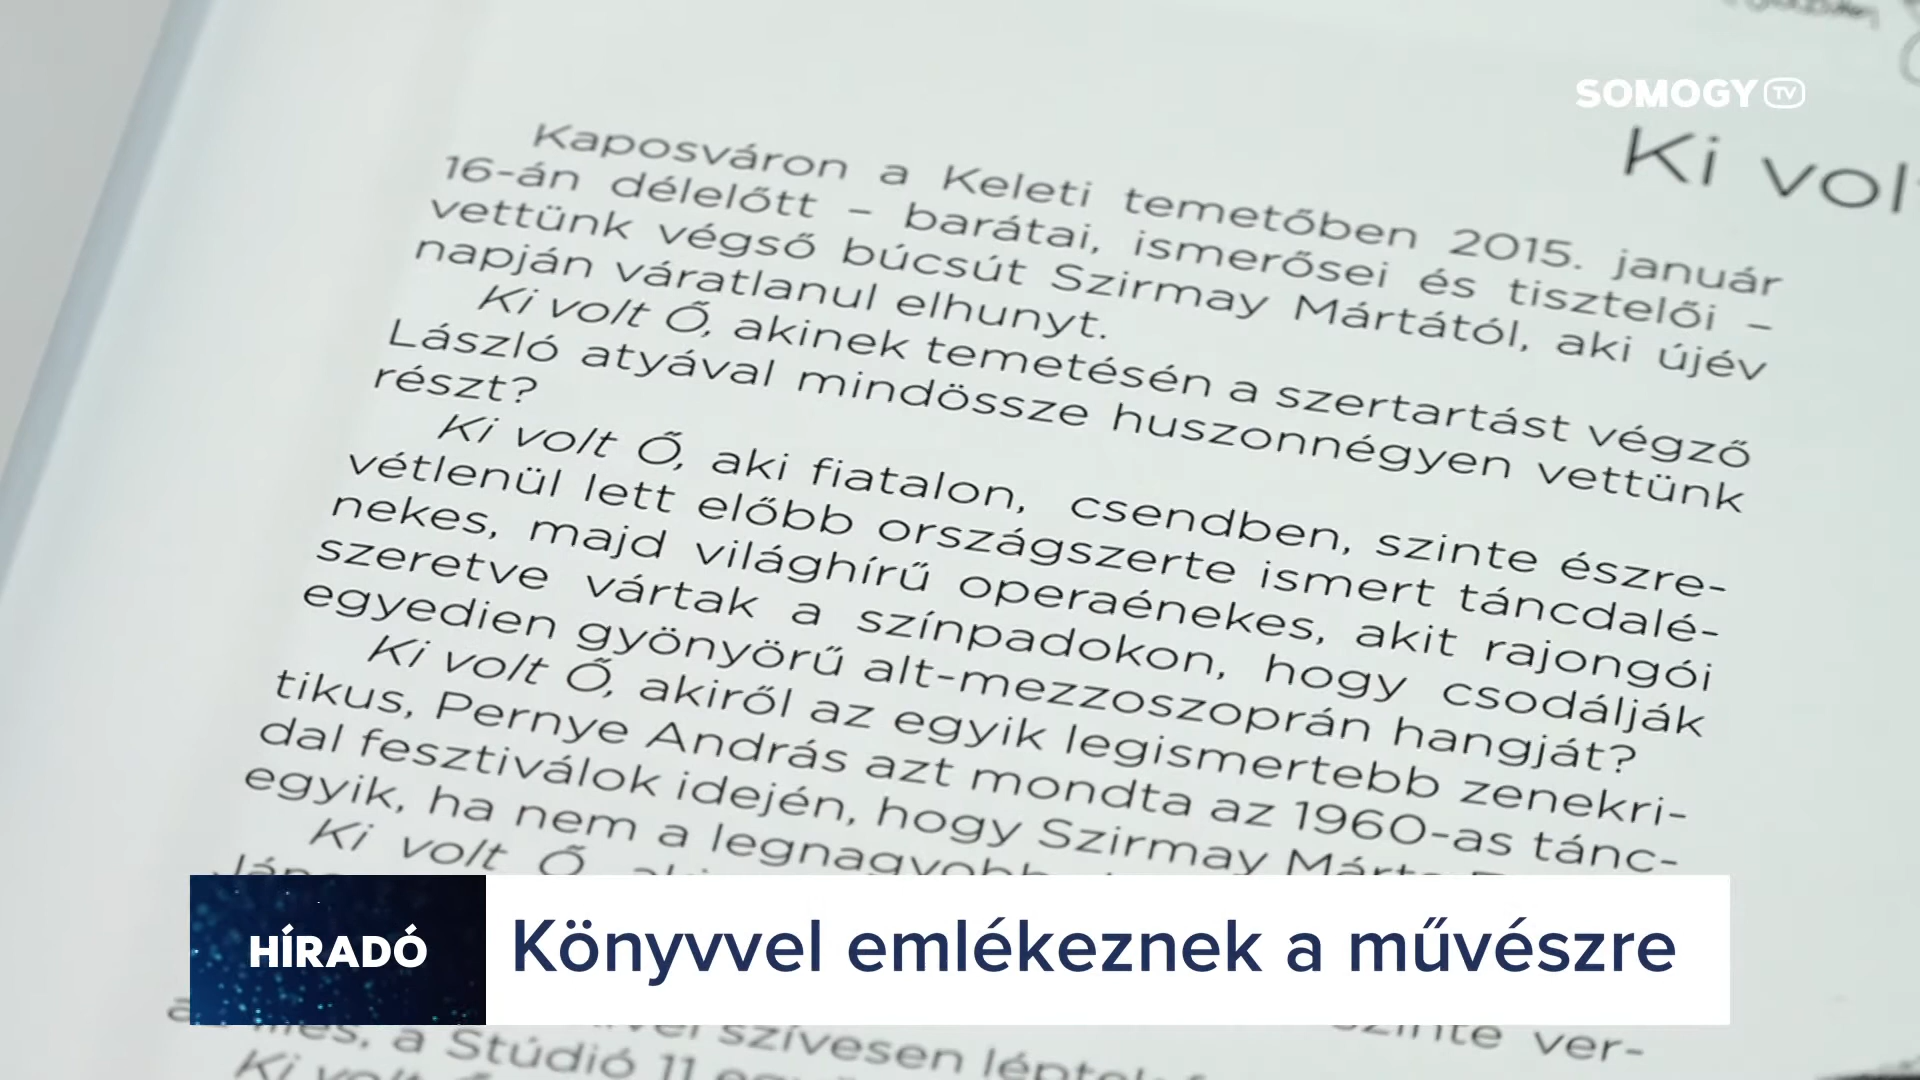 SOMOGY TV
Ki volt
Kaposváron a Keleti temetőben 2015. január
16-án délelőtt – barátai, ismerősei és tisztelői –
vettünk végső búcsút Szirmay Mártától, aki újév
napján váratlanul elhunyt.
Ki volt Ő, akinek temetésén a szertartást végző
László atyával mindössze huszonnégyen vettünk
részt?
Ki volt Ő, aki fiatalon, csendben, szinte észre-
vétlenül lett előbb országszerte ismert táncdalé-
nekes, majd világhírű operaénekes, akit rajongói
szeretve vártak a színpadokon, hogy csodálják
egyedien gyönyörű alt-mezzoszoprán hangját?
Ki volt Ő, akiről az egyik legismertebb zenekri-
tikus, Pernye András azt mondta az 1960-as tánc-
dal fesztiválok idején, hogy Szirmay Márta
egyik, ha nem a legnagyobb
Ki volt Ő,
HÍRADÓ
Könyvvel emlékeznek a művészre
szívesen léptek szinte ver-
a Stúdió 11
Ki volt Ő